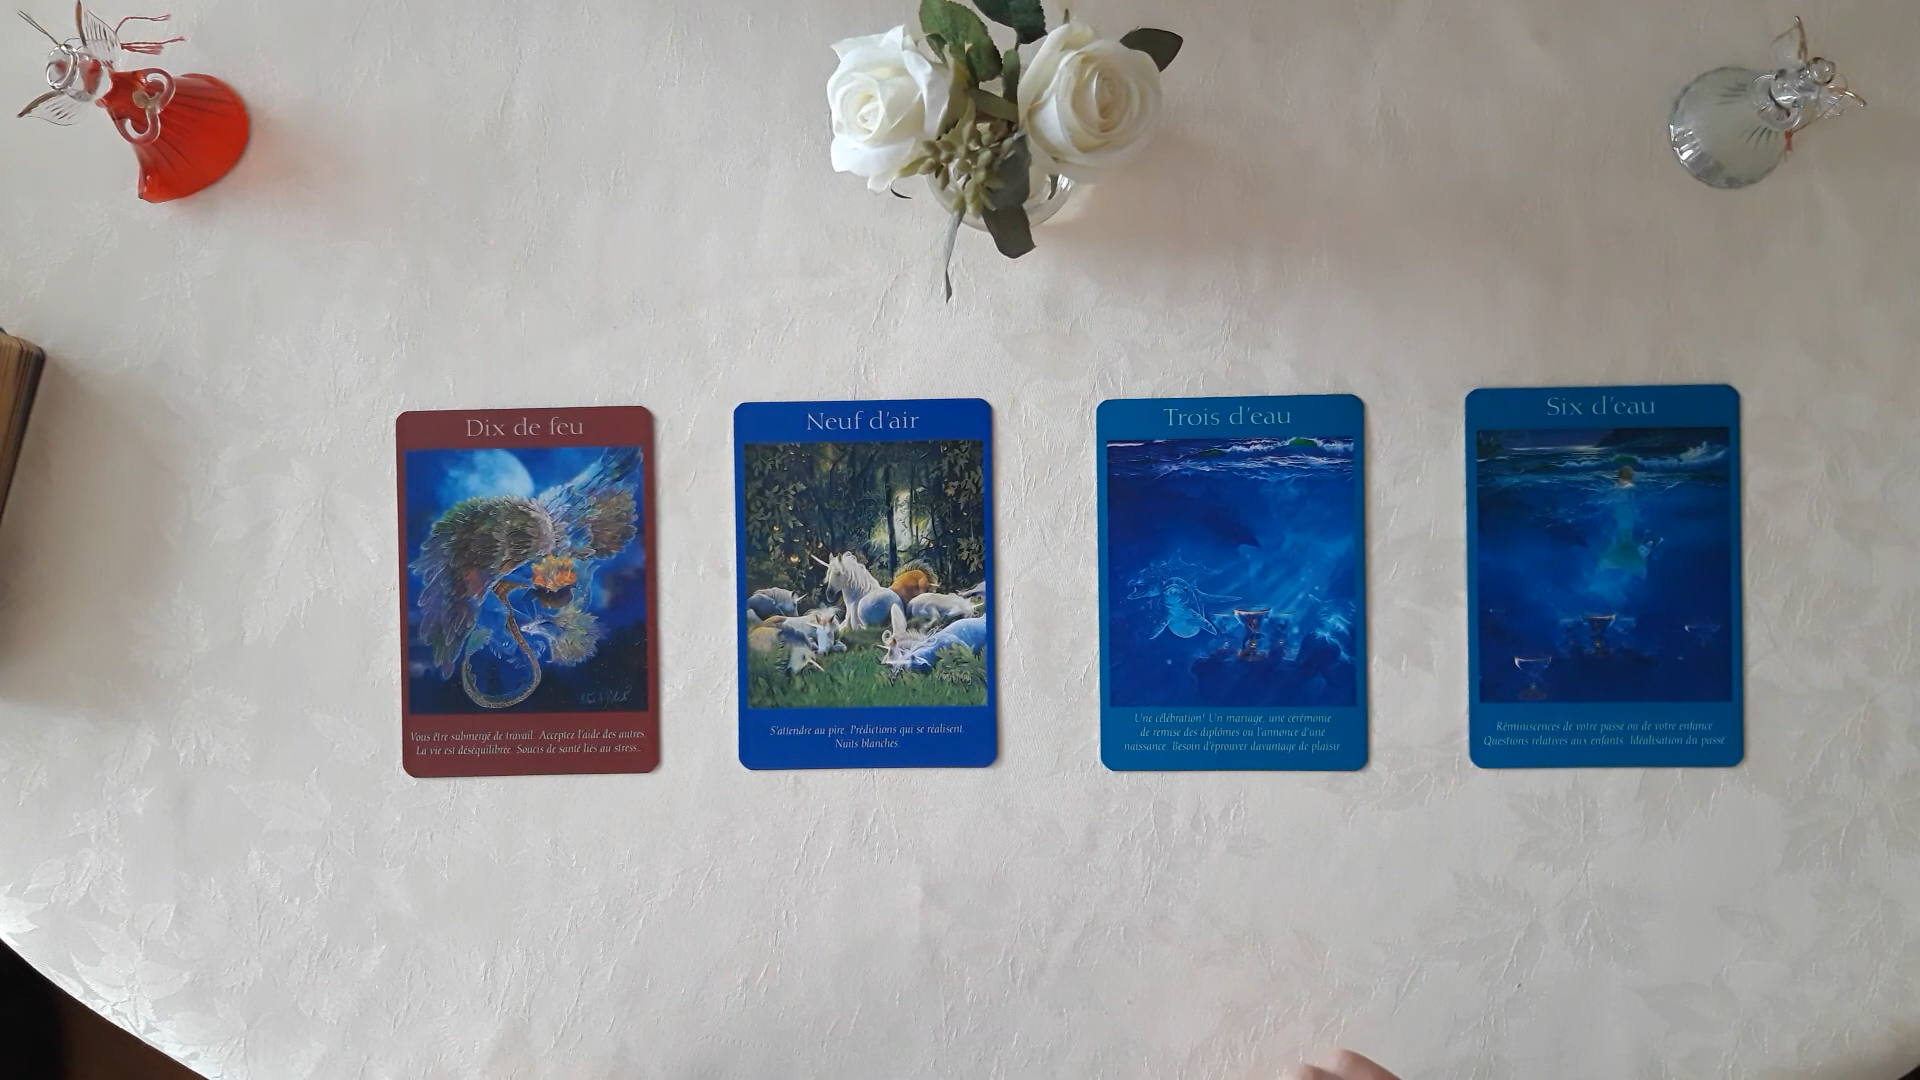 Dix de feu
Vous être submergé de travail. Acceptez l'aide des autres.
La vie est déséquilibrée. Soucis de santé liés au stress...
Neuf d'air
S'attendre au pire. Prédictions qui se réalisent.
Nuits blanches.
Trois d'eau
Une célébration! Un mariage, une cérémonie
de remise des diplômes ou l'annonce d'une
naissance. Besoin d'éprouver davantage de plaisir
Six d'eau
Réminiscences de votre passé ou de votre enfance
Questions relatives aux enfants. Idéalisation du passé